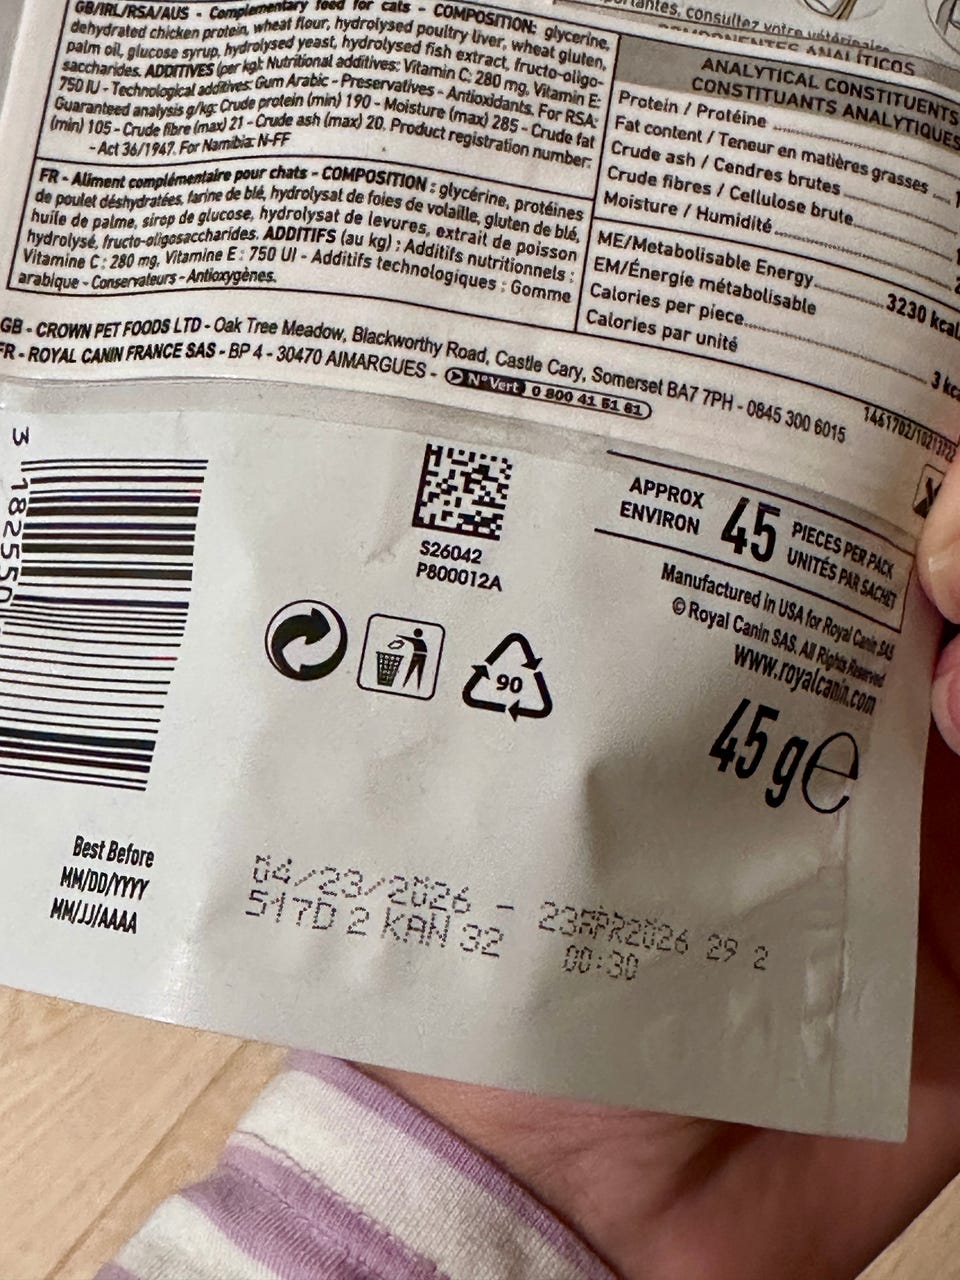 GB/IRL/RSA/AUS - Complementary feed for cats - COMPOSITION: glycerine,
dehydrated chicken protein, wheat flour, hydrolysed poultry liver, wheat gluten,
palm oil, glucose syrup, hydrolysed yeast, hydrolysed fish extract, fructo-oligo-
saccharides. ADDITIVES (per kg): Nutritional additives: Vitamin C: 280 mg, Vitamin E:
750 IU - Technological additives: Gum Arabic - Preservatives - Antioxidants. For RSA:
Guaranteed analysis g/kg: Crude protein (min) 190 - Moisture (max) 285 - Crude fat
(min) 105 - Crude fibre (max) 21 - Crude ash (max) 20. Product registration number:
- Act 36/1947. For Namibia: N-FF
FR - Aliment complémentaire pour chats - COMPOSITION : glycérine, protéines
de poulet déshydratées, farine de blé, hydrolysat de foies de volaille, gluten de blé,
huile de palme, sirop de glucose, hydrolysat de levures, extrait de poisson
hydrolysé, fructo-oligosaccharides. ADDITIFS (au kg) : Additifs nutritionnels :
Vitamine C : 280 mg, Vitamine E : 750 UI - Additifs technologiques : Gomme
arabique - Conservateurs - Antioxygènes.
consultez votre vétérinaire
ANALÍTICOS
ANALYTICAL CONSTITUENTS
CONSTITUANTS ANALYTIQUES
Protein / Protéine
Fat content / Teneur en matières grasses
Crude ash / Cendres brutes
Crude fibres / Cellulose brute
Moisture / Humidité
ME/Metabolisable Energy 3230 kcal
EM/Énergie métabolisable
Calories per piece 3
Calories par unité
GB - CROWN PET FOODS LTD - Oak Tree Meadow, Blackworthy Road, Castle Cary, Somerset BA7 7PH - 0845 300 6015
FR - ROYAL CANIN FRANCE SAS - BP 4 - 30470 AIMARGUES - N° Vert 0 800 41 51 61
1461702/10213722
3 182550
S26042
P800012A
APPROX
ENVIRON
45
PIECES PER PACK
UNITÉS PAR SACHET
Manufactured in USA for Royal Canin SAS
© Royal Canin SAS. All Rights Reserved
www.royalcanin.com
90
45 g e
Best Before
MM/DD/YYYY
MM/JJ/AAAA
04/23/2026 - 23APR2026 29 2
517D 2 KAN 32 00:30